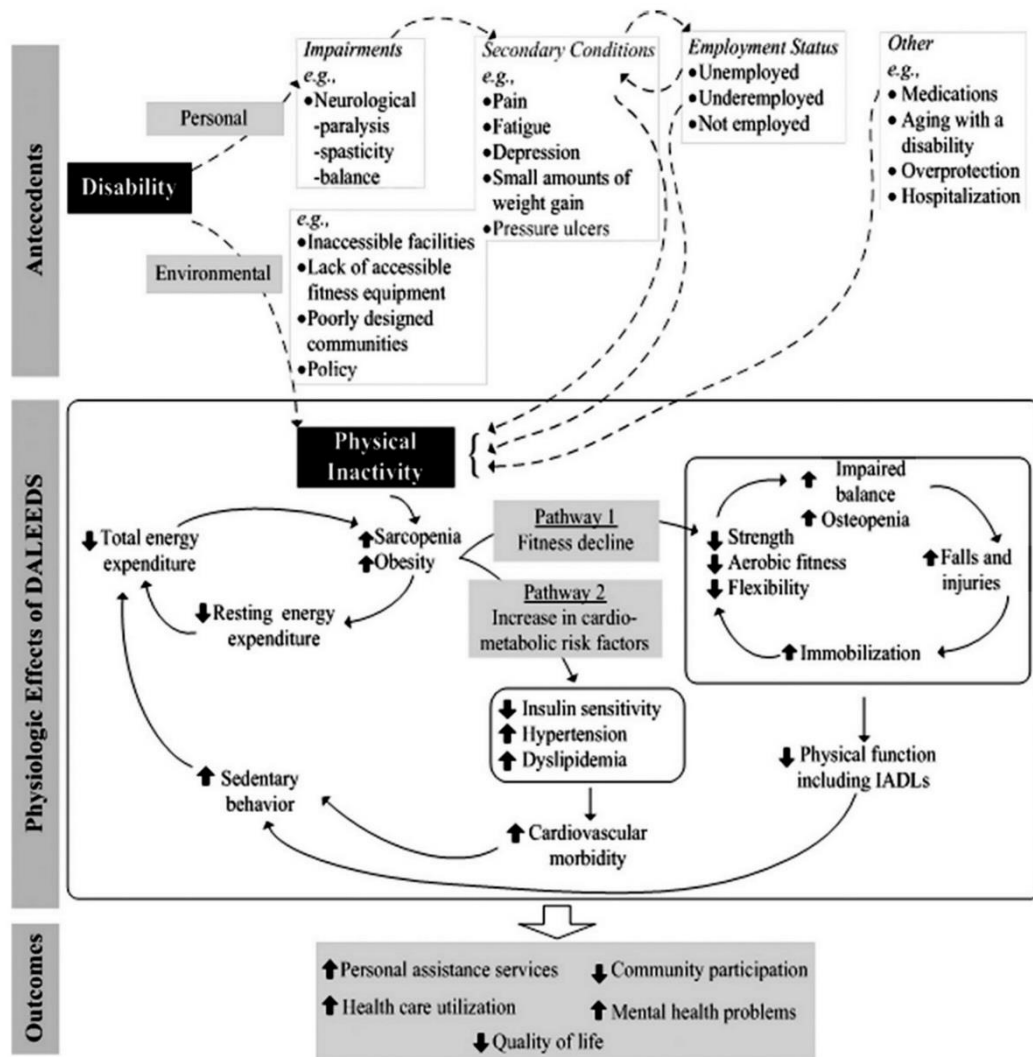 Antecedents
Disability
Personal
Environmental
Impairments
e.g.,
●Neurological
-paralysis
-spasticity
-balance
Secondary Conditions
e.g.,
●Pain
●Fatigue
●Depression
●Small amounts of
weight gain
●Pressure ulcers
Employment Status
●Unemployed
●Underemployed
●Not employed
Other
e.g.,
● Medications
● Aging with a
disability
● Overprotection
● Hospitalization
e.g.,
●Inaccessible facilities
●Lack of accessible
fitness equipment
●Poorly designed
communities
●Policy
Physiologic Effects of DALEEDS
Physical
Inactivity
{
⬇ Total energy
expenditure
⬆Sarcopenia
⬆Obesity
⬇ Resting energy
expenditure
Pathway 1
Fitness decline
Pathway 2
Increase in cardio-
metabolic risk factors
⬆ Impaired
balance
⬆ Osteopenia
⬇ Strength
⬇ Aerobic fitness
⬇ Flexibility
⬆ Falls and
injuries
⬆ Immobilization
⬇ Insulin sensitivity
⬆ Hypertension
⬆ Dyslipidemia
⬇ Physical function
including IADLs
⬆ Sedentary
behavior
⬆ Cardiovascular
morbidity
Outcomes
⬆ Personal assistance services
⬇ Community participation
⬆ Health care utilization
⬆ Mental health problems
⬇ Quality of life